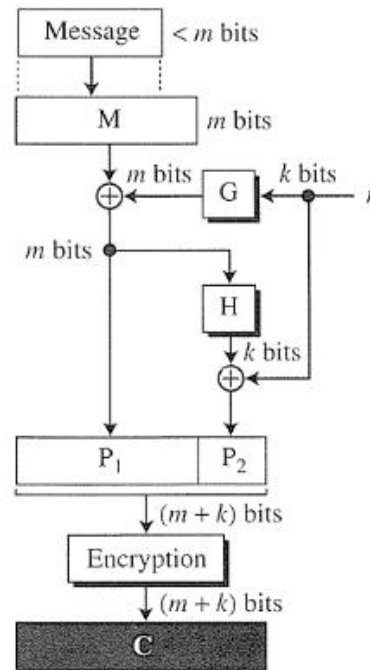 Message < m bits
M m bits
m bits G k bits
m bits
H
k bits
P1 P2
(m + k) bits
Encryption
(m + k) bits
C